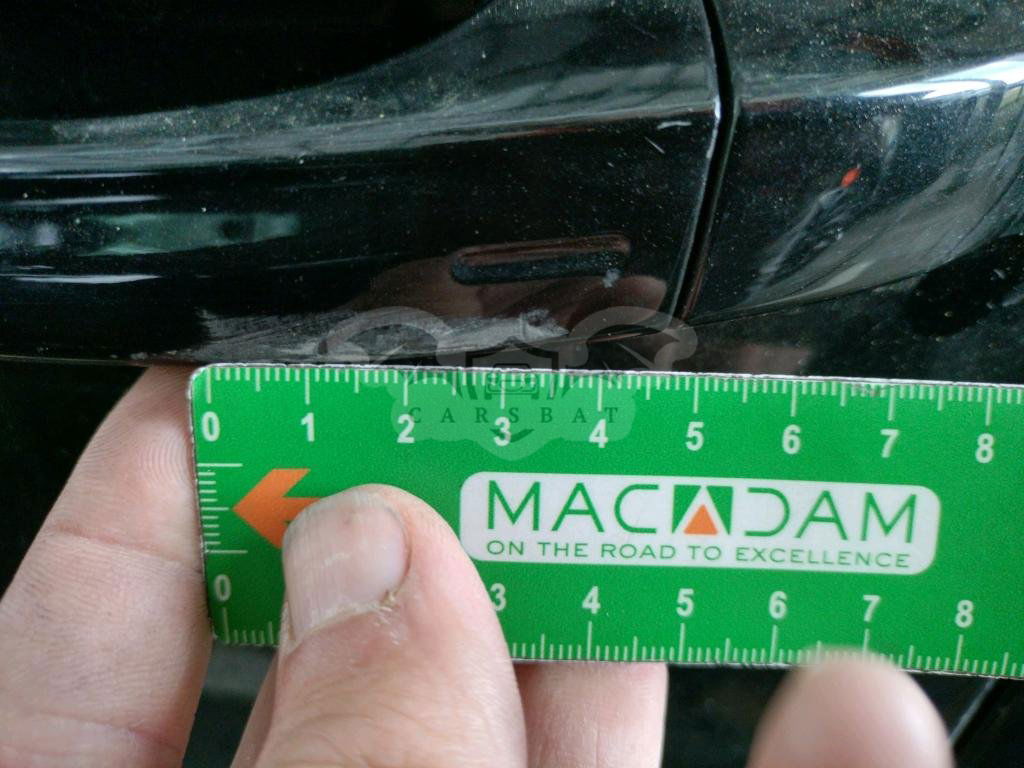 0 1 2 3 4 5 6 7 8
CARSBAT
MACADAM
ON THE ROAD TO EXCELLENCE
0 3 4 5 6 7 8